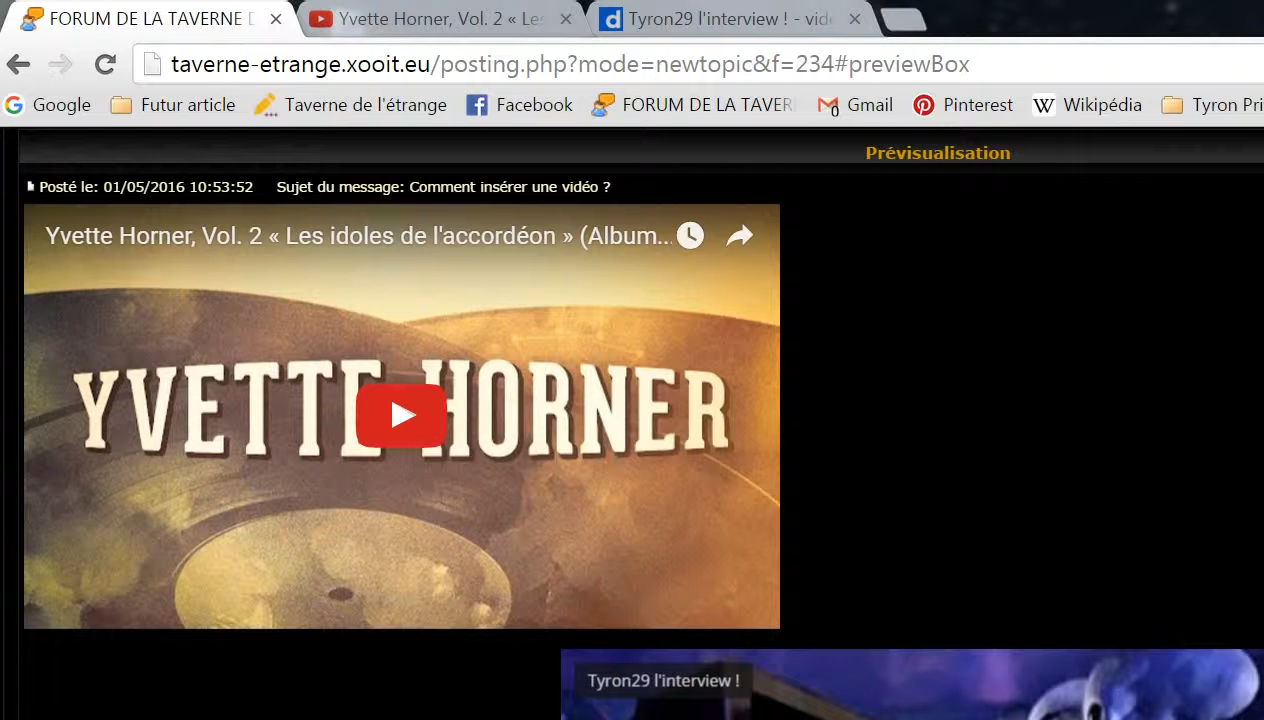 FORUM DE LA TAVERNE D
Yvette Horner, Vol. 2 « Les
Tyron29 l'interview ! - vidé
taverne-etrange.xooit.eu/posting.php?mode=newtopic&f=234#previewBox
Google Futur article Taverne de l'étrange Facebook FORUM DE LA TAVER Gmail Pinterest Wikipédia Tyron Pri
Prévisualisation
Posté le: 01/05/2016 10:53:52 Sujet du message: Comment insérer une vidéo ?
Yvette Horner, Vol. 2 « Les idoles de l'accordéon » (Album...
YVETTE HORNER
Tyron29 l'interview !